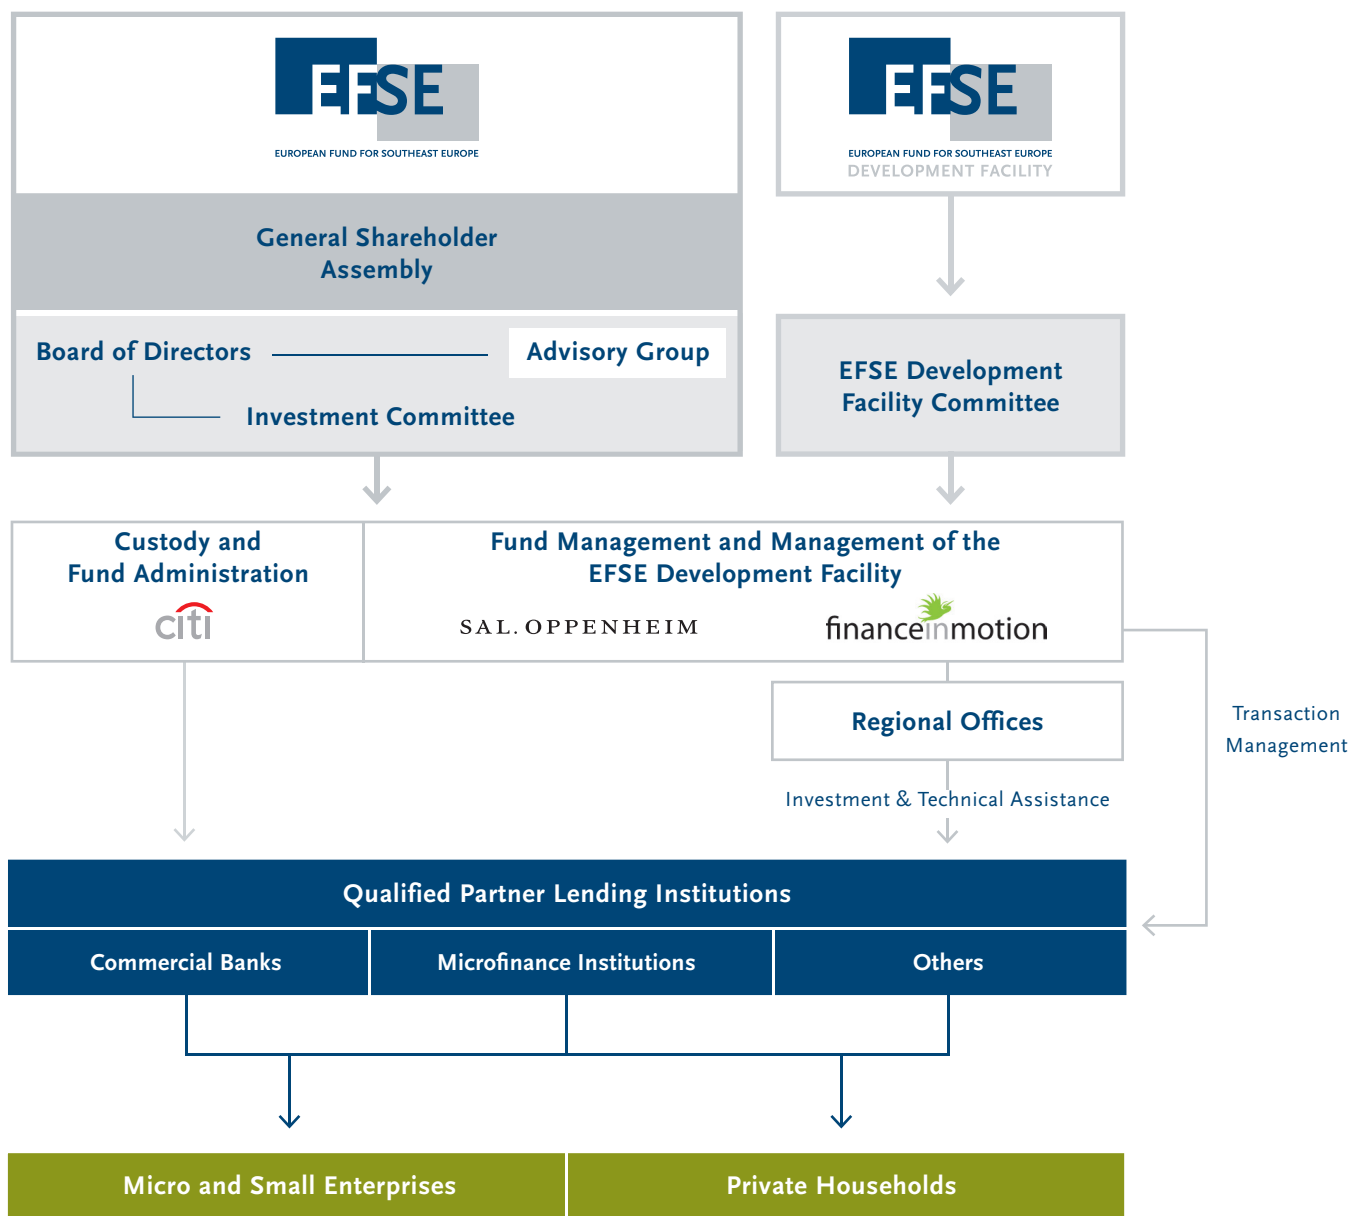 EFSE
EUROPEAN FUND FOR SOUTHEAST EUROPE
EFSE
EUROPEAN FUND FOR SOUTHEAST EUROPE
DEVELOPMENT FACILITY
General Shareholder
Assembly
Board of Directors
Advisory Group
Investment Committee
EFSE Development
Facility Committee
Custody and
Fund Administration
citi
Fund Management and Management of the
EFSE Development Facility
SAL. OPPENHEIM
financeinmotion
Regional Offices
Transaction
Management
Investment & Technical Assistance
Qualified Partner Lending Institutions
Commercial Banks
Microfinance Institutions
Others
Micro and Small Enterprises
Private Households